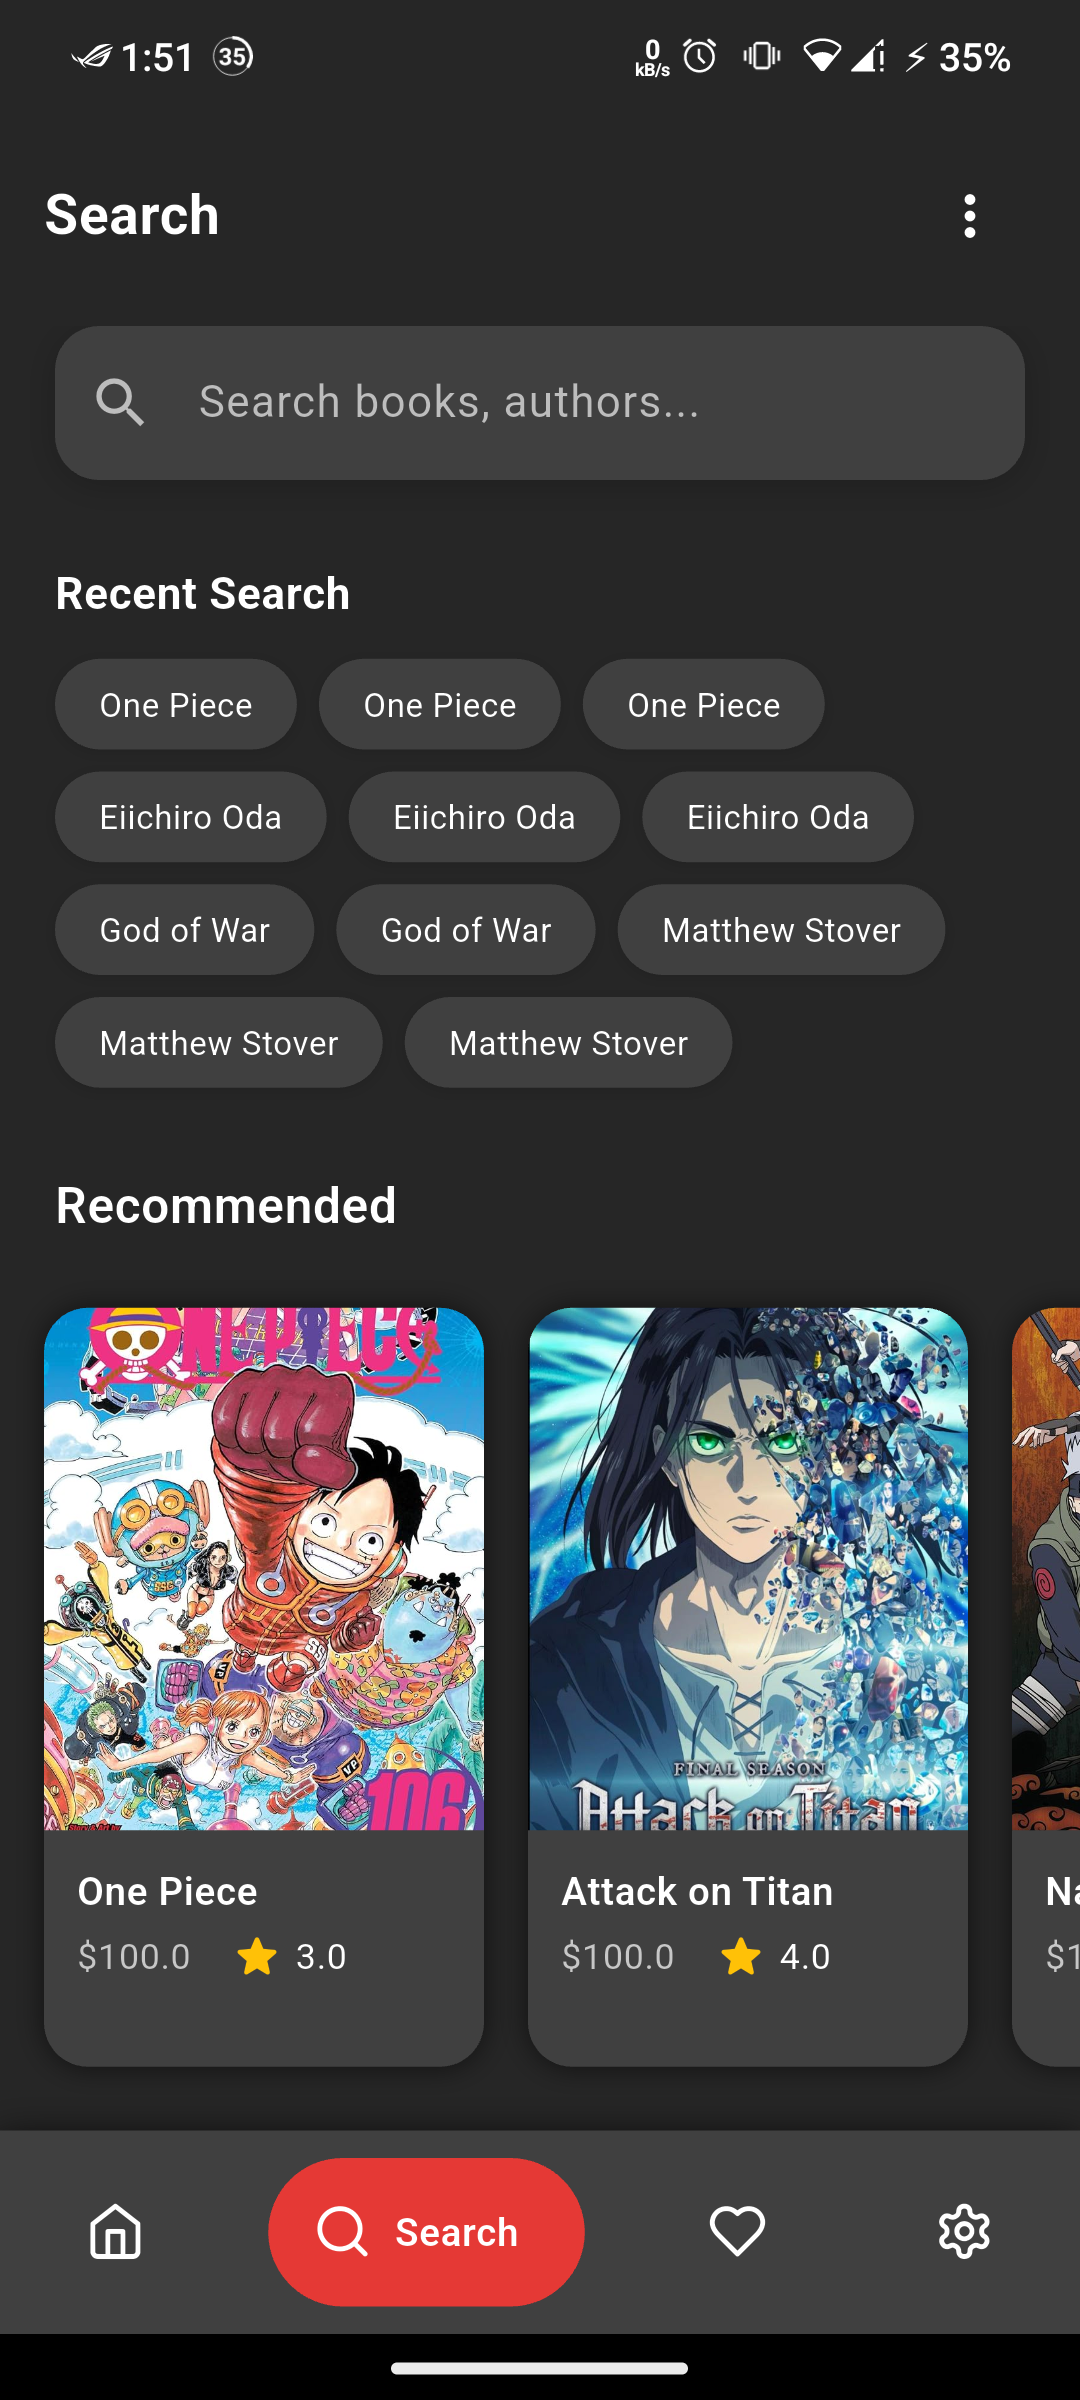 1:51 35 0 kB/s 35%
Search
Search books, authors...
Recent Search
One Piece One Piece One Piece
Eiichiro Oda Eiichiro Oda Eiichiro Oda
God of War God of War Matthew Stover
Matthew Stover Matthew Stover
Recommended
ONE PIECE
SSG
106
FINAL SEASON
Attack on Titan
One Piece Attack on Titan Na
$100.0 3.0 $100.0 4.0 $1
Search